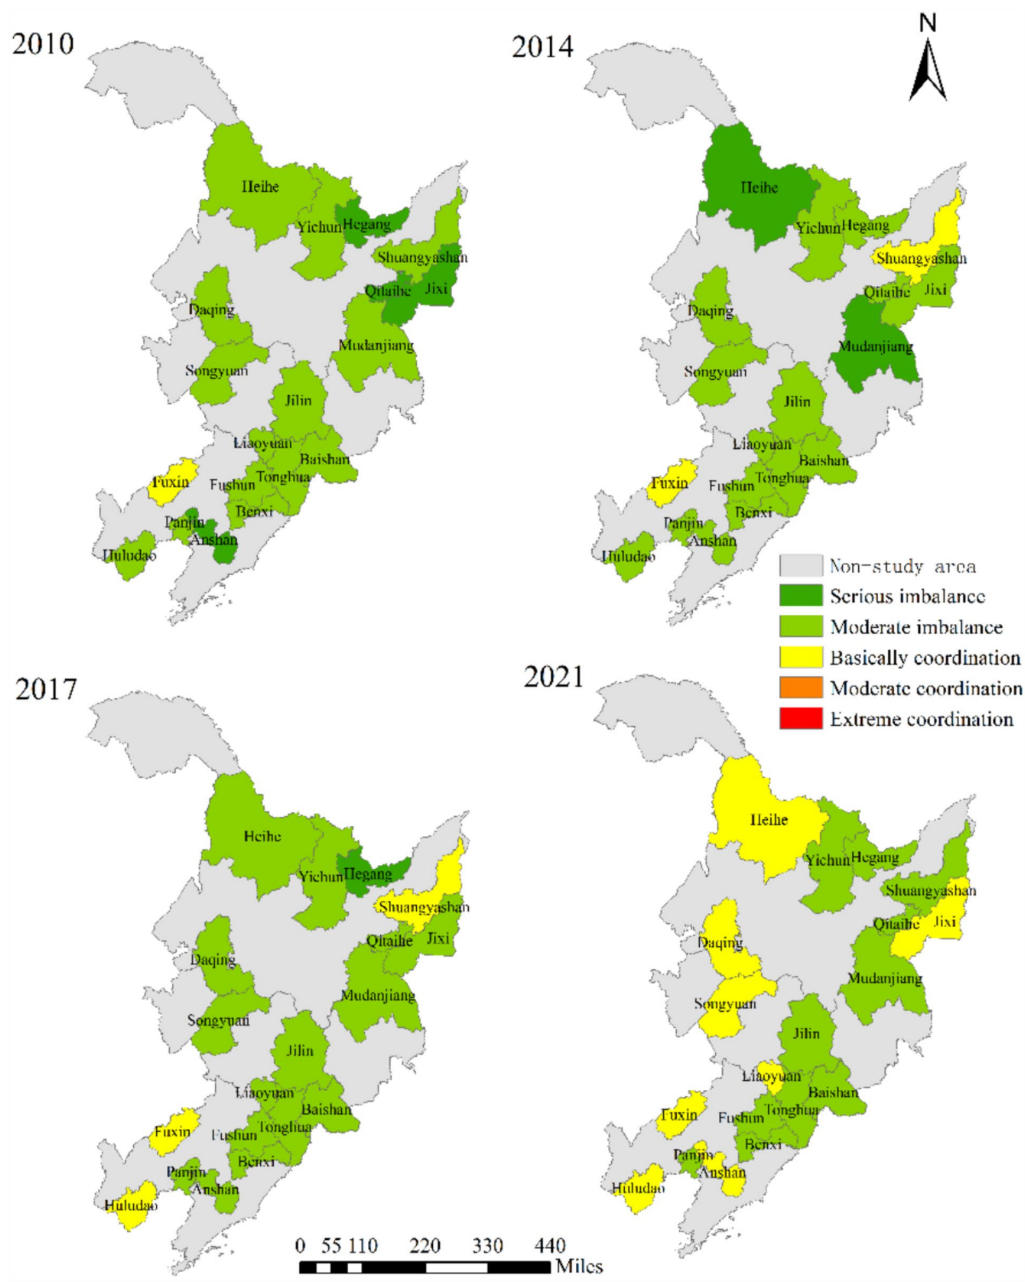 2010
Heihe
Yichun
Hegang
Shuangyashan
Qitaihe
Jixi
Daqing
Mudanjiang
Songyuan
Jilin
Liaoyuan
Baishan
Fuxin
Fushun
Tonghua
Benxi
Panjin
Anshan
Huludao
2014
N
Heihe
Yichun
Hegang
Shuangyashan
Qitaihe
Jixi
Daqing
Mudanjiang
Songyuan
Jilin
Liaoyuan
Baishan
Fuxin
Fushun
Tonghua
Benxi
Panjin
Anshan
Huludao
Non-study area
Serious imbalance
Moderate imbalance
Basically coordination
Moderate coordination
Extreme coordination
2017
Heihe
Yichun
Hegang
Shuangyashan
Qitaihe
Jixi
Daqing
Mudanjiang
Songyuan
Jilin
Liaoyuan
Baishan
Fuxin
Fushun
Tonghua
Benxi
Panjin
Anshan
Huludao
2021
Heihe
Yichun
Hegang
Shuangyashan
Qitaihe
Jixi
Daqing
Mudanjiang
Songyuan
Jilin
Liaoyuan
Baishan
Fuxin
Fushun
Tonghua
Benxi
Panjin
Anshan
Huludao
0 55 110 220 330 440
Miles